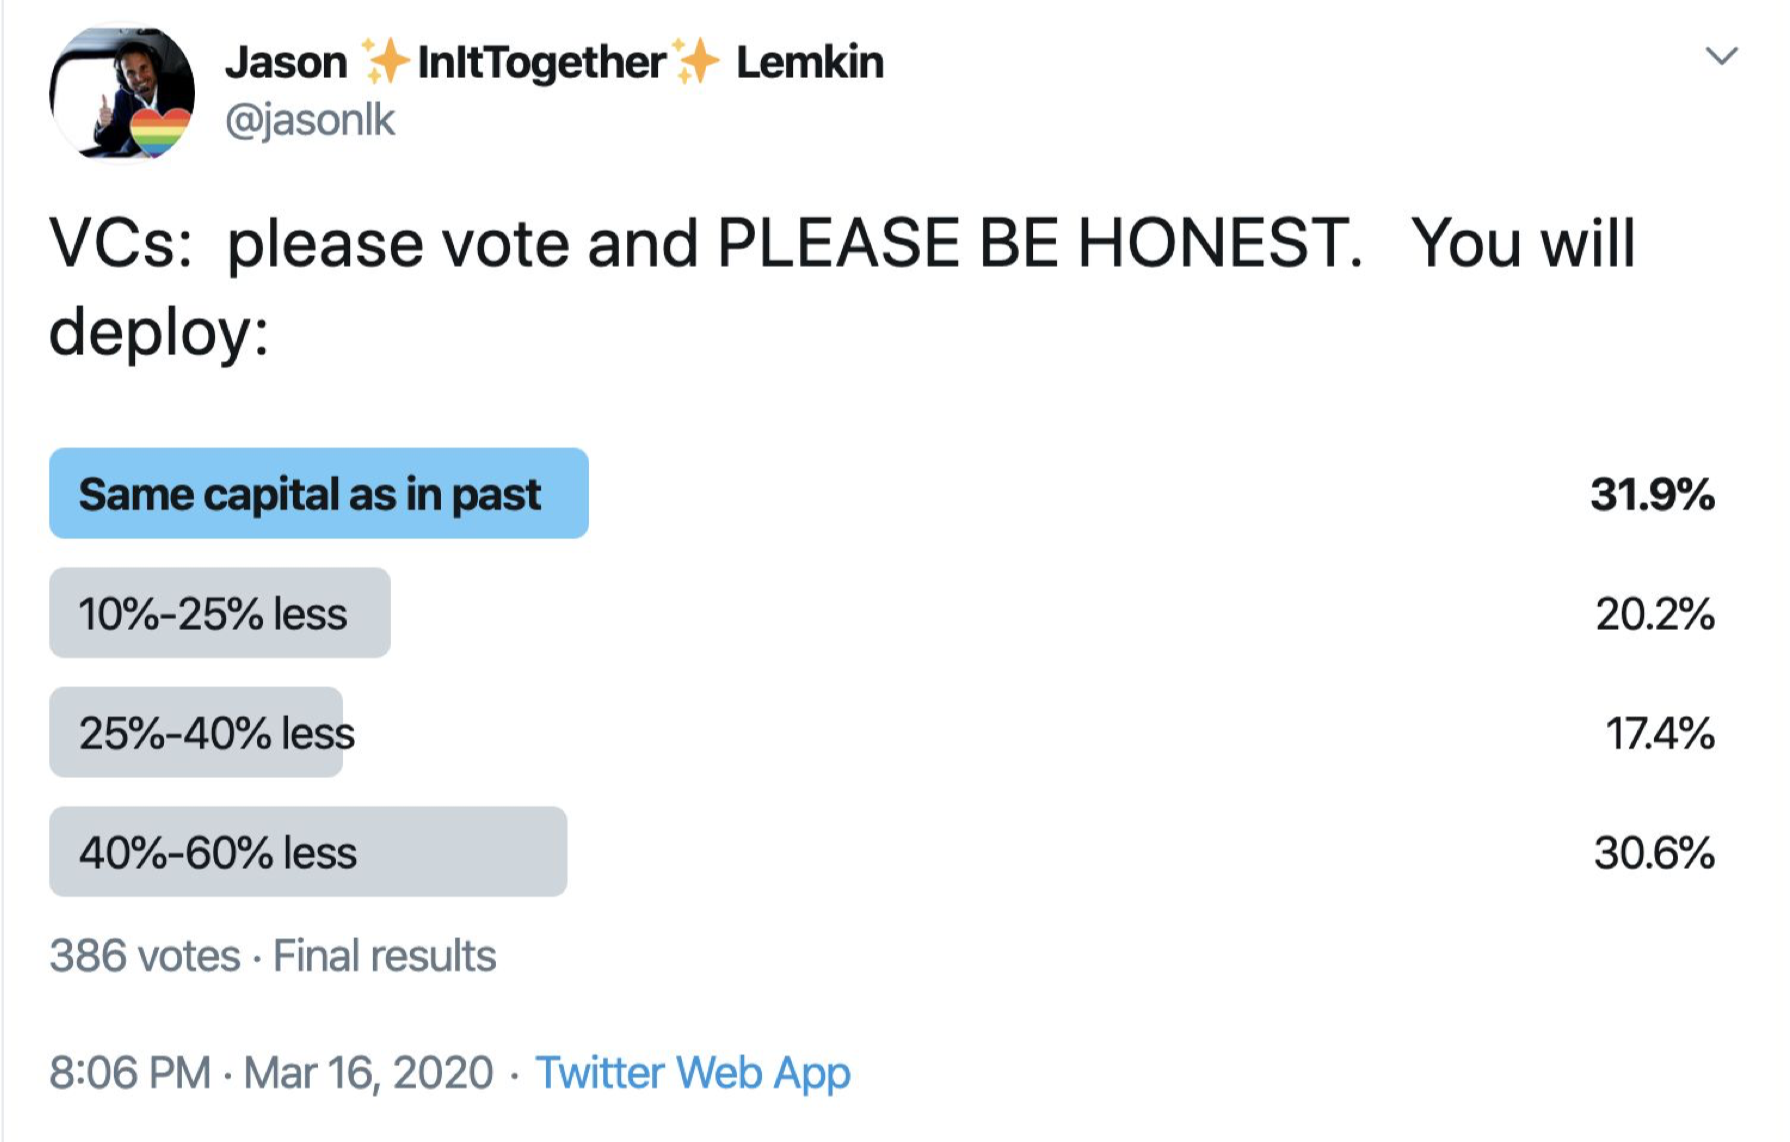 Jason ✨InItTogether✨ Lemkin
@jasonlk
VCs:  please vote and PLEASE BE HONEST.   You will
deploy:
Same capital as in past 31.9%
10%-25% less 20.2%
25%-40% less 17.4%
40%-60% less 30.6%
386 votes · Final results
8:06 PM · Mar 16, 2020 · Twitter Web App